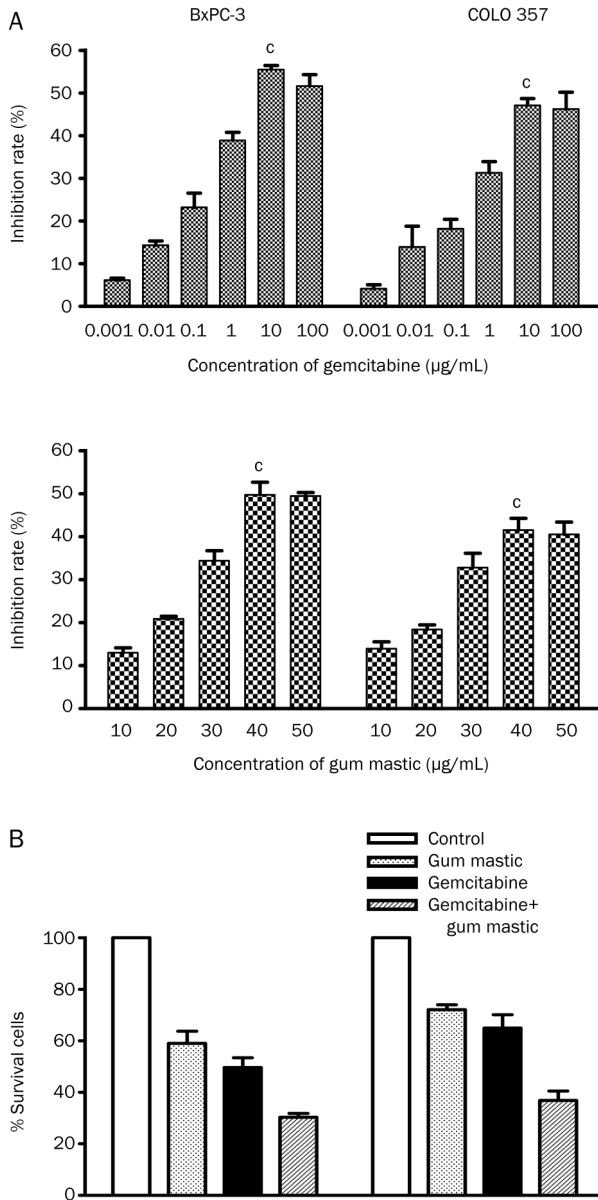 A
BxPC-3 COLO 357
Inhibition rate (%)
60
50
40
30
20
10
0
c c
0.001 0.01 0.1 1 10 100 0.001 0.01 0.1 1 10 100
Concentration of gemcitabine (µg/mL)
Inhibition rate (%)
60
50
40
30
20
10
0
c c
10 20 30 40 50 10 20 30 40 50
Concentration of gum mastic (µg/mL)
B
Control
Gum mastic
Gemcitabine
Gemcitabine+
gum mastic
% Survival cells
100
80
60
40
20
0